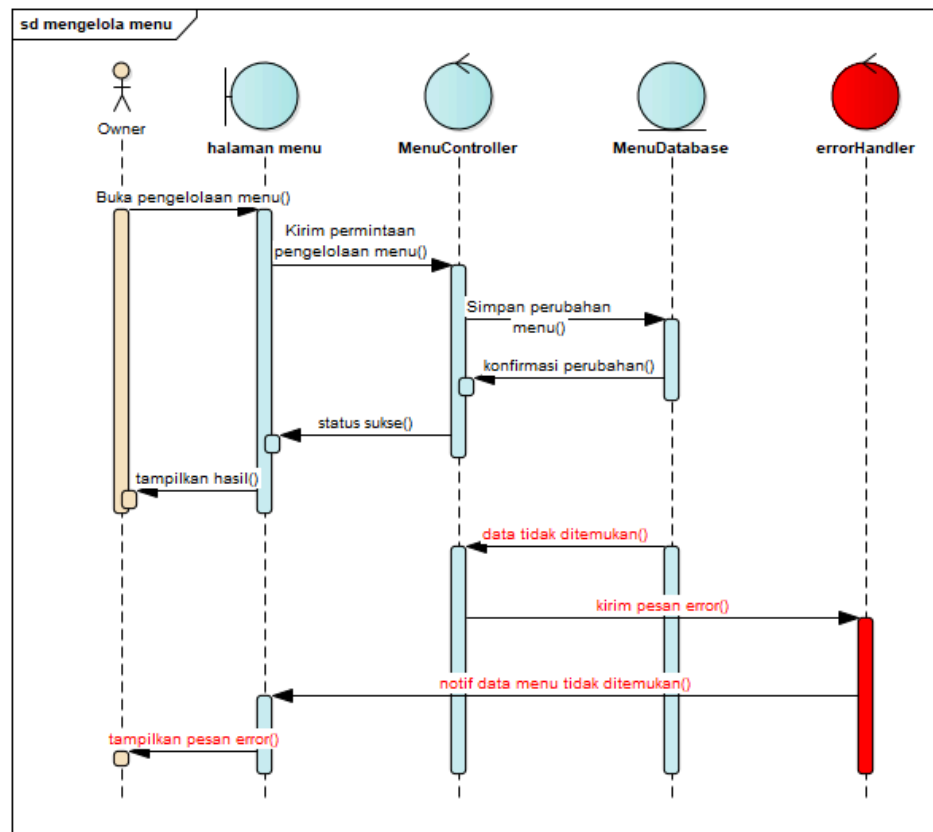 sd mengelola menu
Owner
halaman menu
MenuController
MenuDatabase
errorHandler
Buka pengelolaan menu()
Kirim permintaan
pengelolaan menu()
Simpan perubahan
menu()
konfirmasi perubahan()
status sukse()
tampilkan hasil()
data tidak ditemukan()
kirim pesan error()
notif data menu tidak ditemukan()
tampilkan pesan error()